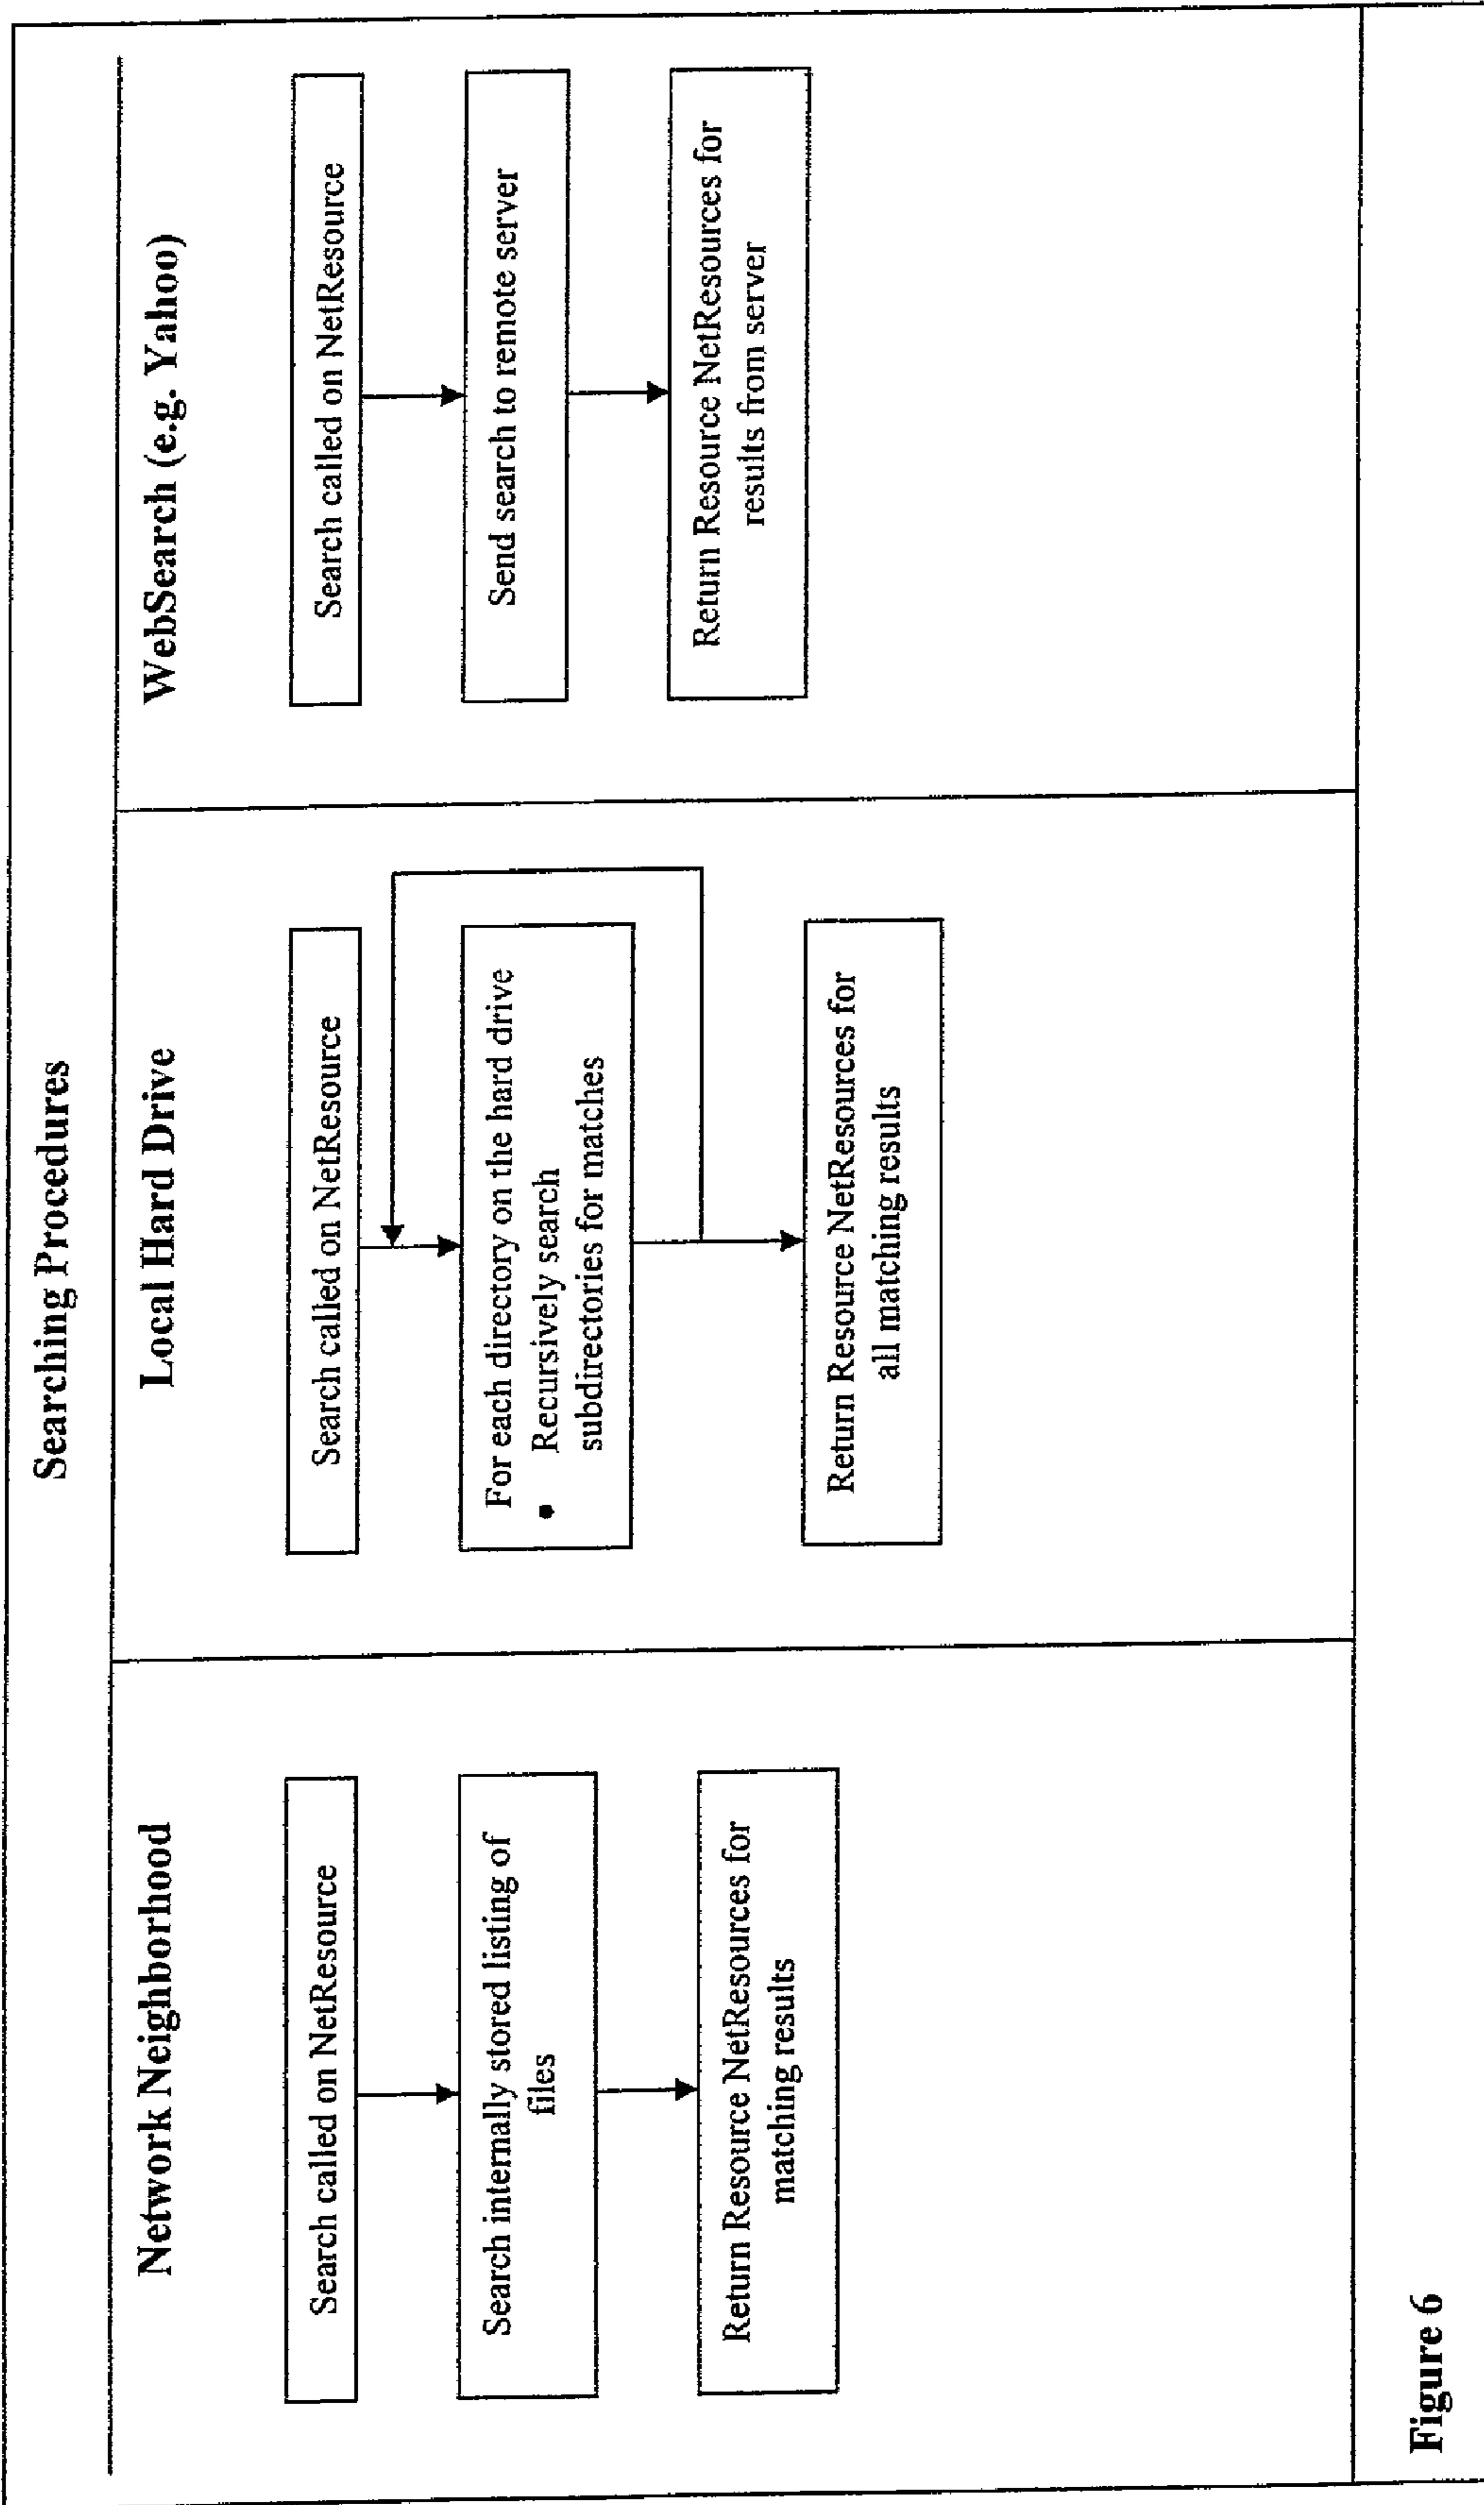 Searching Procedures
Network Neighborhood
Search called on NetResource
Search internally stored listing of
files
Return Resource NetResources for
matching results
Local Hard Drive
Search called on NetResource
For each directory on the hard drive
• Recursively search
subdirectories for matches
Return Resource NetResources for
all matching results
WebSearch (e.g. Yahoo)
Search called on NetResource
Send search to remote server
Return Resource NetResources for
results from server
Figure 6